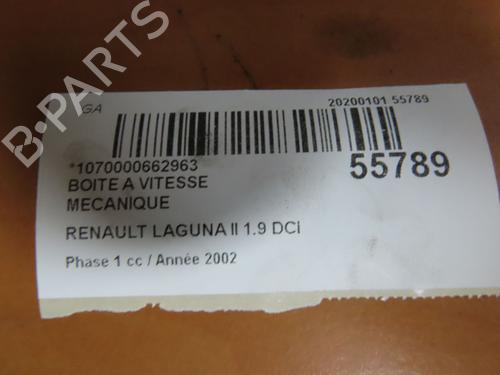 B-PARTS
GA
20200101 55789
*1070000662963
55789
BOITE A VITESSE
MECANIQUE
RENAULT LAGUNA II 1.9 DCi
Phase 1 cc / Année 2002